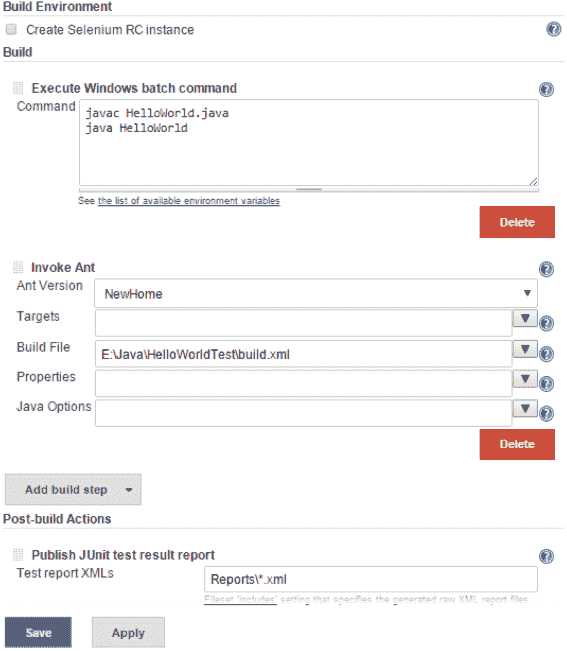 Build Environment
Create Selenium RC instance
Build
Execute Windows batch command
Command
javac HelloWorld.java
java HelloWorld
See the list of available environment variables
Delete
Invoke Ant
Ant Version
NewHome
Targets
Build File
E:\Java\HelloWorldTest\build.xml
Properties
Java Options
Delete
Add build step
Post-build Actions
Publish JUnit test result report
Test report XMLs
Reports\*.xml
Fileset 'includes' setting that specifies the generated raw XML report files
Save
Apply